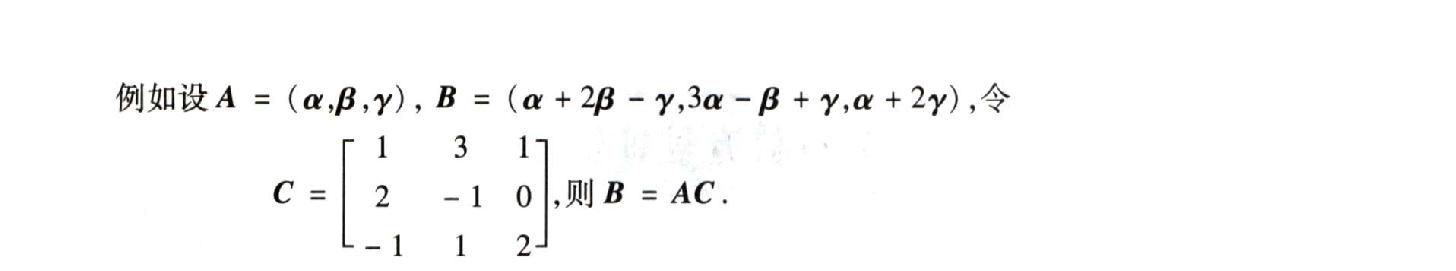 例如设 A = (α,β,γ), B = (α + 2β - γ,3α - β + γ,α + 2γ),令
C = [ 1 3 1
2 -1 0
-1 1 2 ],则 B = AC.